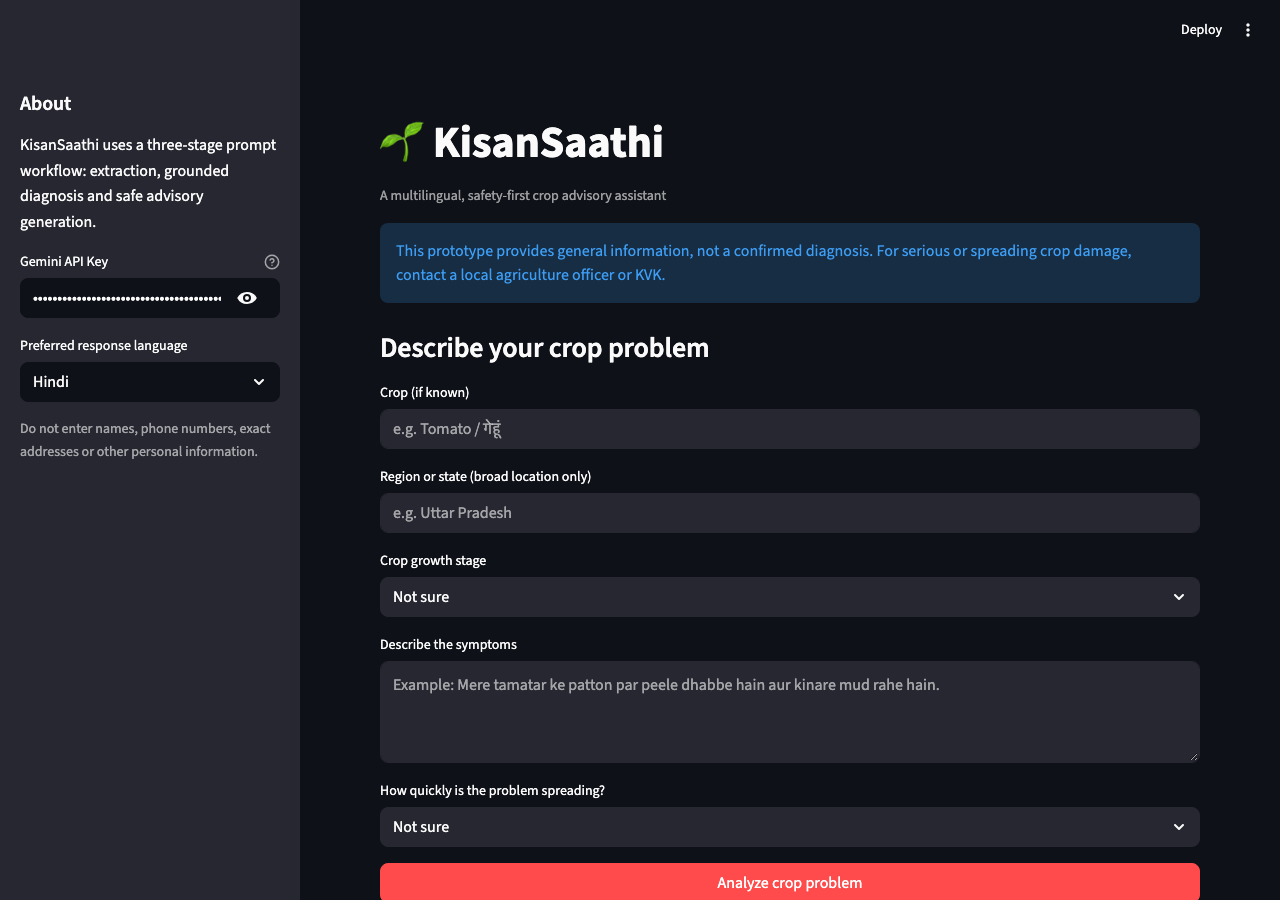 Deploy
About
KisanSaathi uses a three-stage prompt
workflow: extraction, grounded
diagnosis and safe advisory
generation.
Gemini API Key
••••••••••••••••••••••••••••••••••••••
Preferred response language
Hindi
Do not enter names, phone numbers, exact
addresses or other personal information.
KisanSaathi
A multilingual, safety-first crop advisory assistant
This prototype provides general information, not a confirmed diagnosis. For serious or spreading crop damage,
contact a local agriculture officer or KVK.
Describe your crop problem
Crop (if known)
e.g. Tomato / गेहूं
Region or state (broad location only)
e.g. Uttar Pradesh
Crop growth stage
Not sure
Describe the symptoms
Example: Mere tamatar ke patton par peele dhabbe hain aur kinare mud rahe hain.
How quickly is the problem spreading?
Not sure
Analyze crop problem